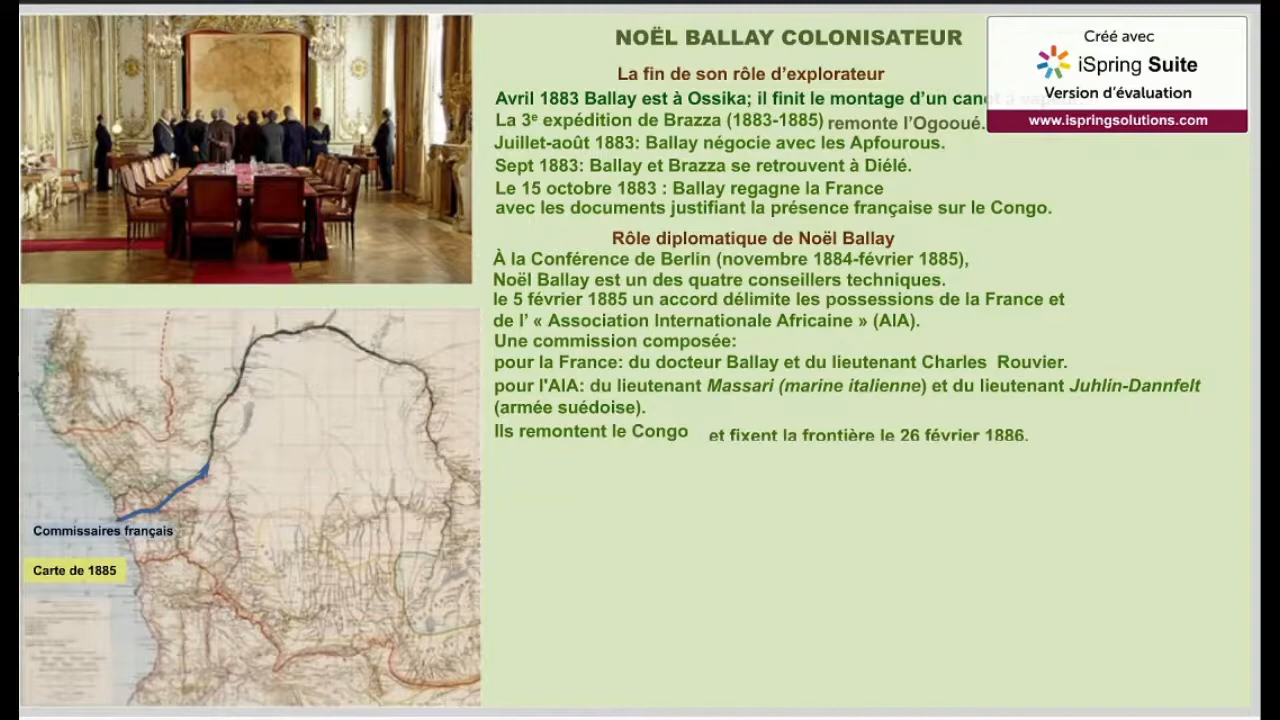 NOËL BALLAY COLONISATEUR
La fin de son rôle d'explorateur
Avril 1883 Ballay est à Ossika; il finit le montage d'un canot à
La 3e expédition de Brazza (1883-1885) remonte l'Ogooué.
Juillet-août 1883: Ballay négocie avec les Apfourous.
Sept 1883: Ballay et Brazza se retrouvent à Diélé.
Le 15 octobre 1883 : Ballay regagne la France
avec les documents justifiant la présence française sur le Congo.
Rôle diplomatique de Noël Ballay
À la Conférence de Berlin (novembre 1884-février 1885),
Noël Ballay est un des quatre conseillers techniques.
le 5 février 1885 un accord délimite les possessions de la France et
de l' « Association Internationale Africaine » (AIA).
Une commission composée:
pour la France: du docteur Ballay et du lieutenant Charles Rouvier.
pour l'AIA: du lieutenant Massari (marine italienne) et du lieutenant Juhlin-Dannfelt
(armée suédoise).
Ils remontent le Congo et fixent la frontière le 26 février 1886.
Créé avec
iSpring Suite
Version d'évaluation
www.ispringsolutions.com
Commissaires français
Carte de 1885